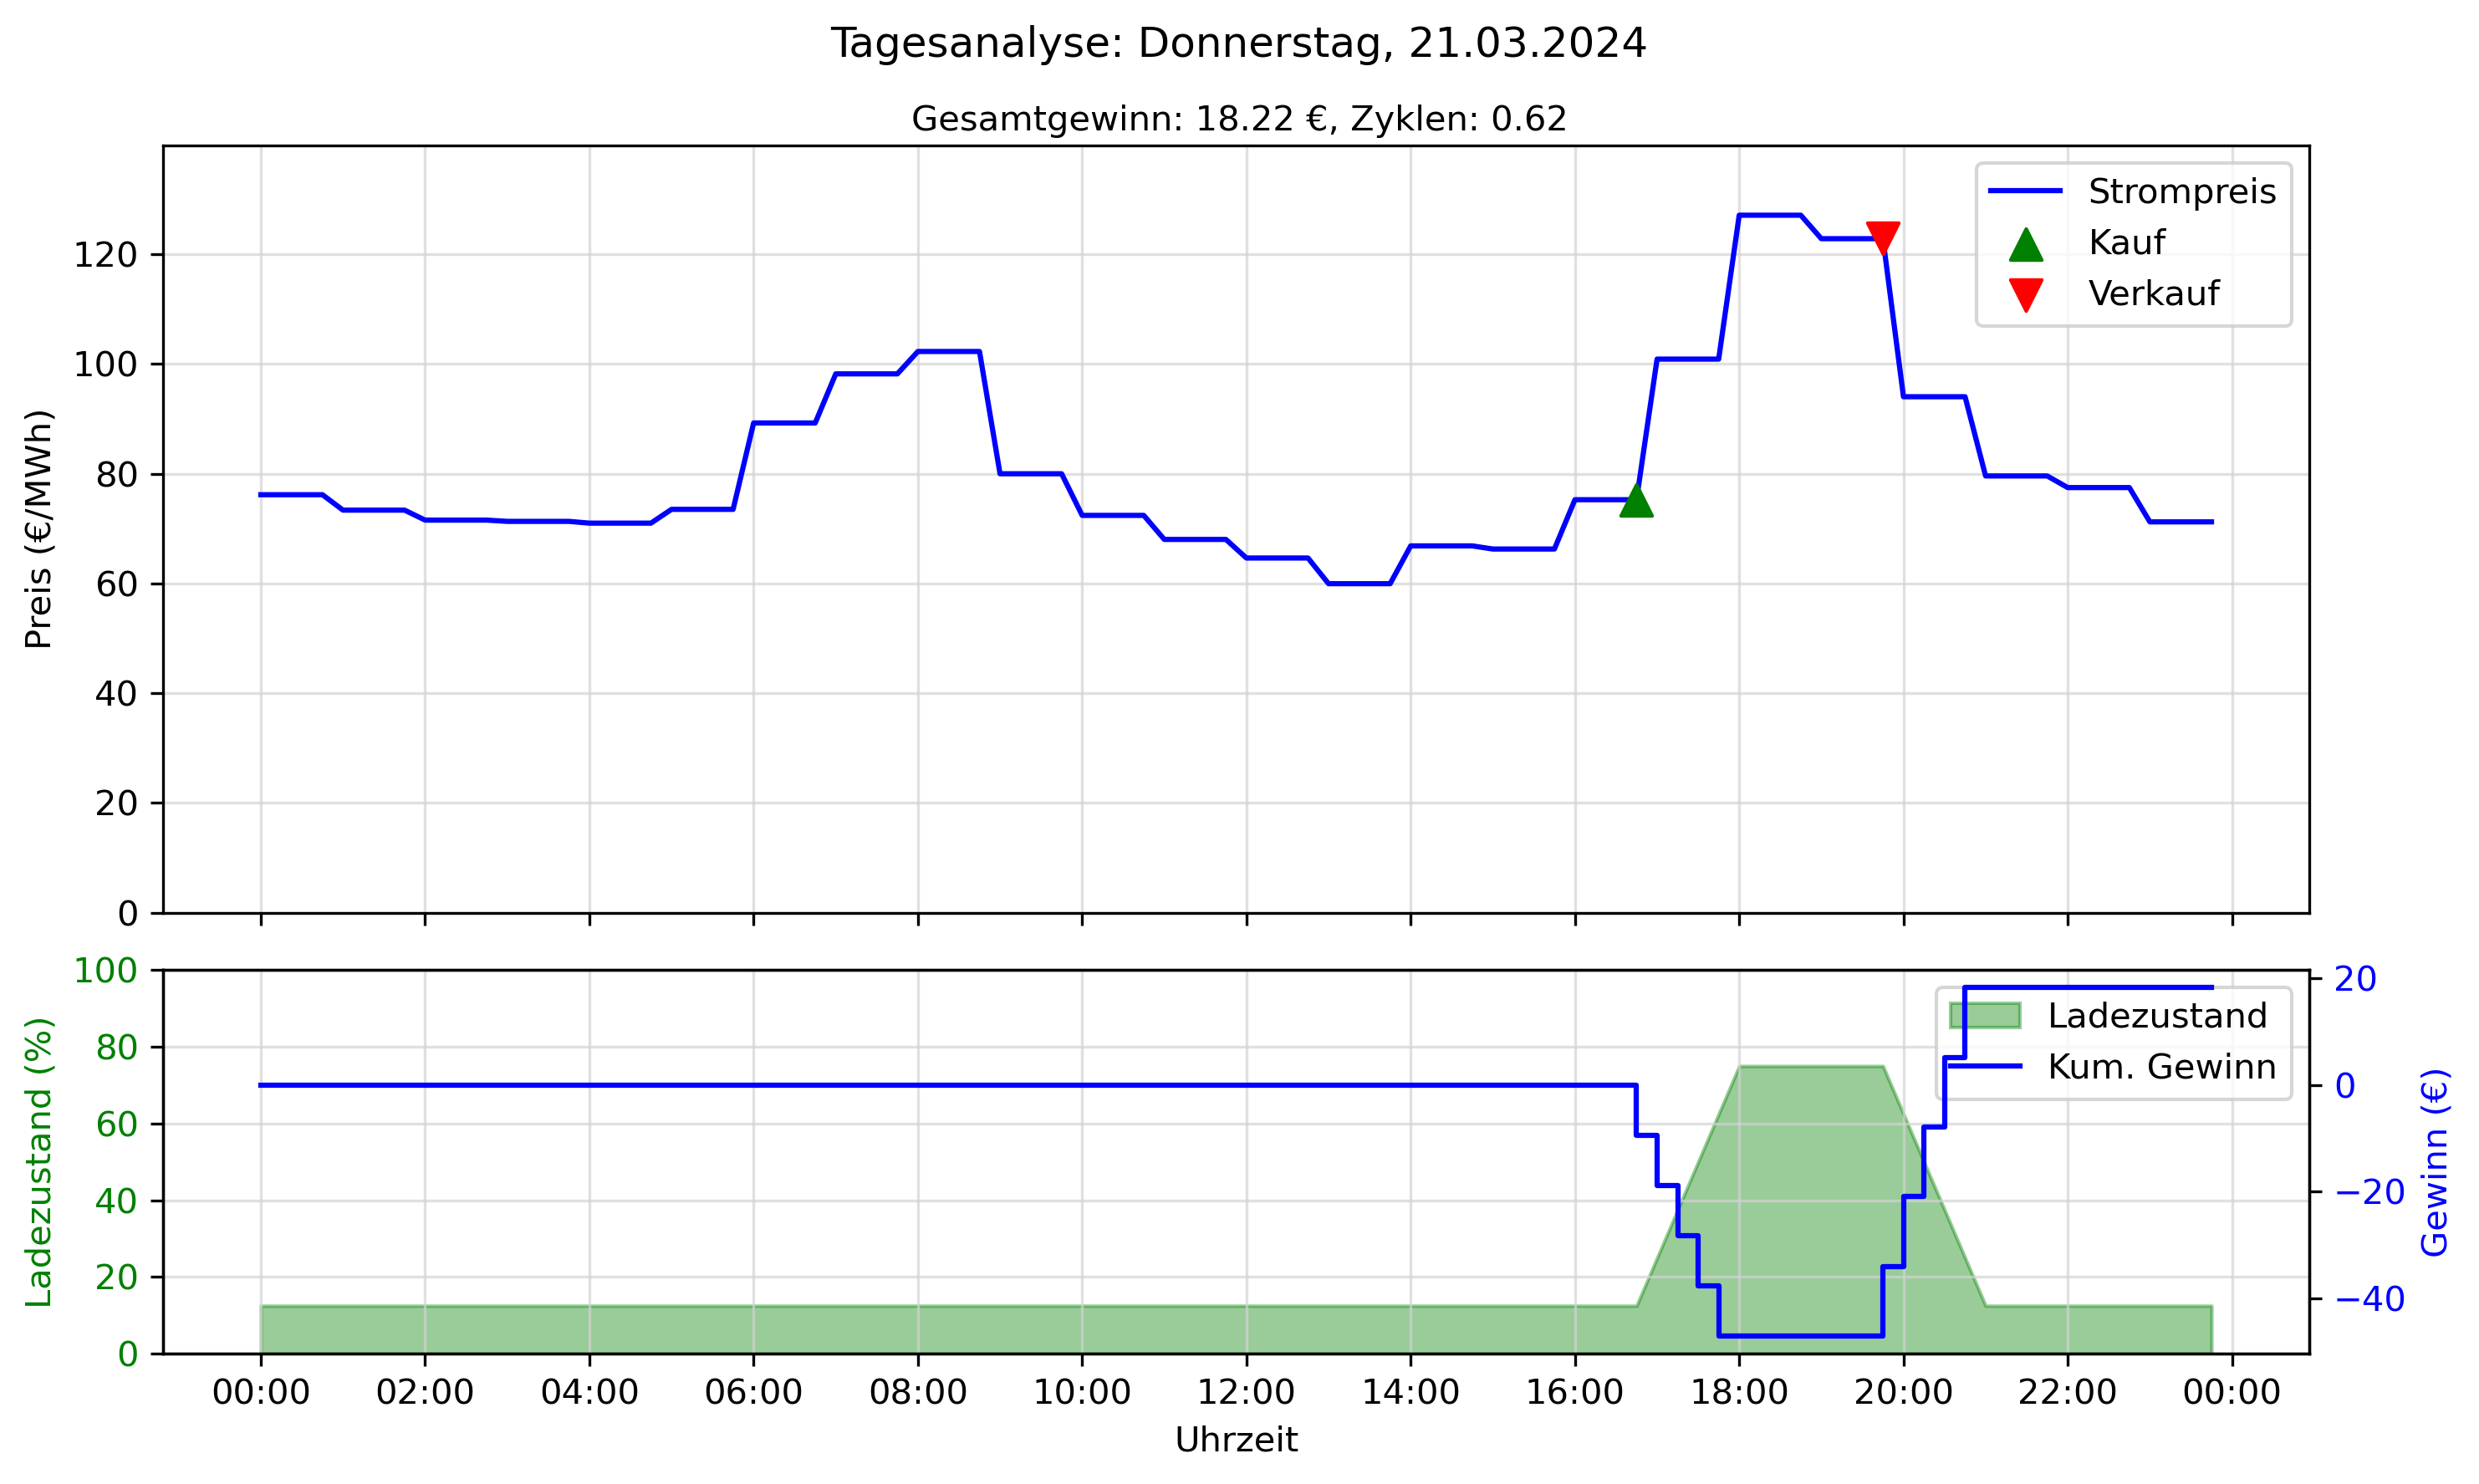 Tagesanalyse: Donnerstag, 21.03.2024
Gesamtgewinn: 18.22 €, Zyklen: 0.62
Strompreis
Kauf
Verkauf
Preis (€/MWh)
120
100
80
60
40
20
0
Ladezustand
Kum. Gewinn
Ladezustand (%)
100
80
60
40
20
0
20
0
−20
−40
Gewinn (€)
00:00 02:00 04:00 06:00 08:00 10:00 12:00 14:00 16:00 18:00 20:00 22:00 00:00
Uhrzeit